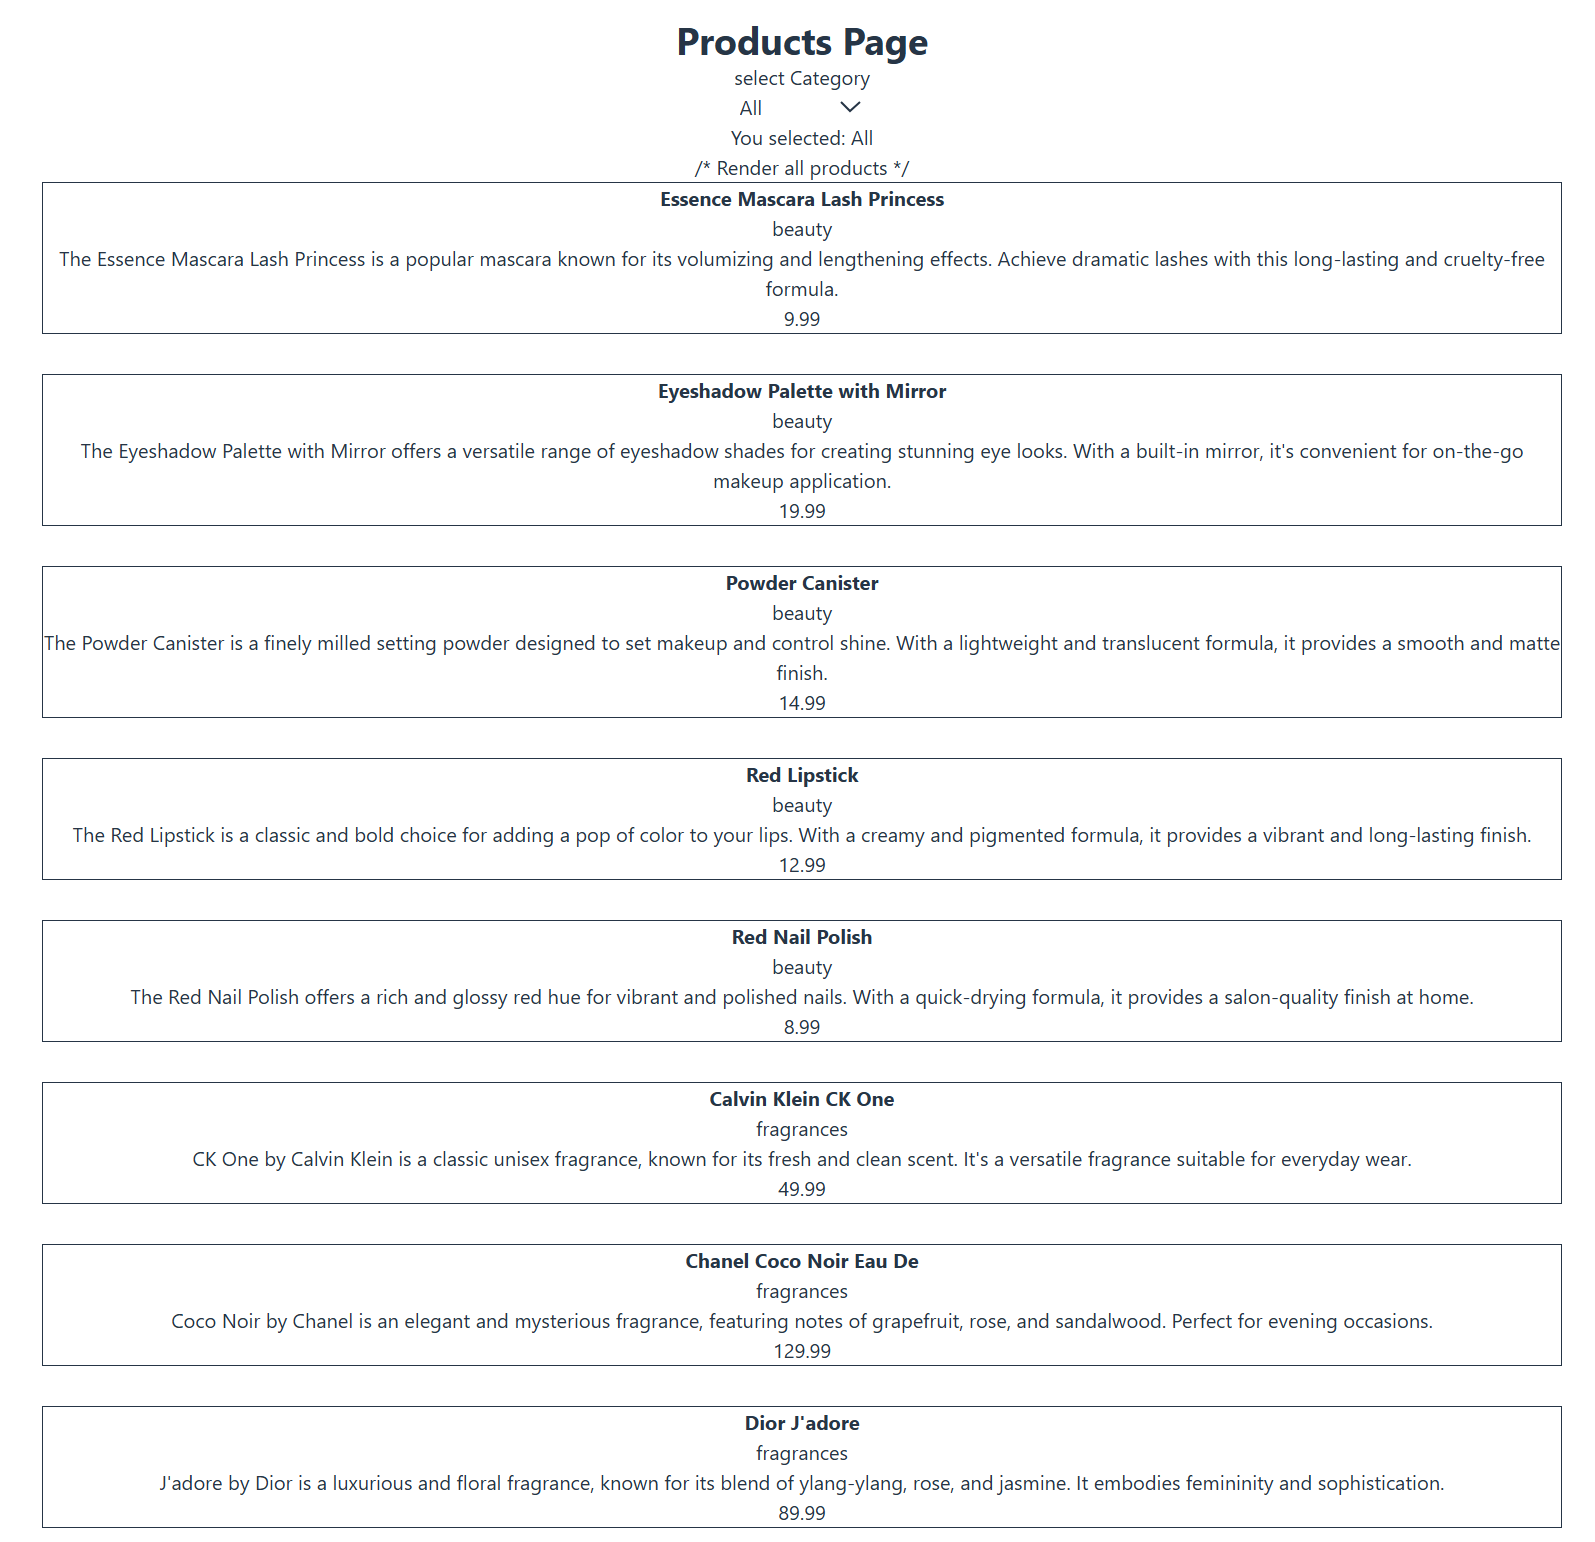 Products Page
select Category
All
You selected: All
/* Render all products */
Essence Mascara Lash Princess
beauty
The Essence Mascara Lash Princess is a popular mascara known for its volumizing and lengthening effects. Achieve dramatic lashes with this long-lasting and cruelty-free
formula.
9.99
Eyeshadow Palette with Mirror
beauty
The Eyeshadow Palette with Mirror offers a versatile range of eyeshadow shades for creating stunning eye looks. With a built-in mirror, it's convenient for on-the-go
makeup application.
19.99
Powder Canister
beauty
The Powder Canister is a finely milled setting powder designed to set makeup and control shine. With a lightweight and translucent formula, it provides a smooth and matte
finish.
14.99
Red Lipstick
beauty
The Red Lipstick is a classic and bold choice for adding a pop of color to your lips. With a creamy and pigmented formula, it provides a vibrant and long-lasting finish.
12.99
Red Nail Polish
beauty
The Red Nail Polish offers a rich and glossy red hue for vibrant and polished nails. With a quick-drying formula, it provides a salon-quality finish at home.
8.99
Calvin Klein CK One
fragrances
CK One by Calvin Klein is a classic unisex fragrance, known for its fresh and clean scent. It's a versatile fragrance suitable for everyday wear.
49.99
Chanel Coco Noir Eau De
fragrances
Coco Noir by Chanel is an elegant and mysterious fragrance, featuring notes of grapefruit, rose, and sandalwood. Perfect for evening occasions.
129.99
Dior J'adore
fragrances
J'adore by Dior is a luxurious and floral fragrance, known for its blend of ylang-ylang, rose, and jasmine. It embodies femininity and sophistication.
89.99